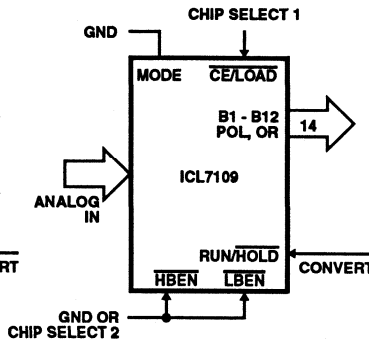 CHIP SELECT 1
GND
MODE
CE/LOAD
B1 - B12
POL, OR
14
ICL7109
ANALOG
IN
RUN/HOLD
RT
CONVERT
HBEN
LBEN
GND OR
CHIP SELECT 2